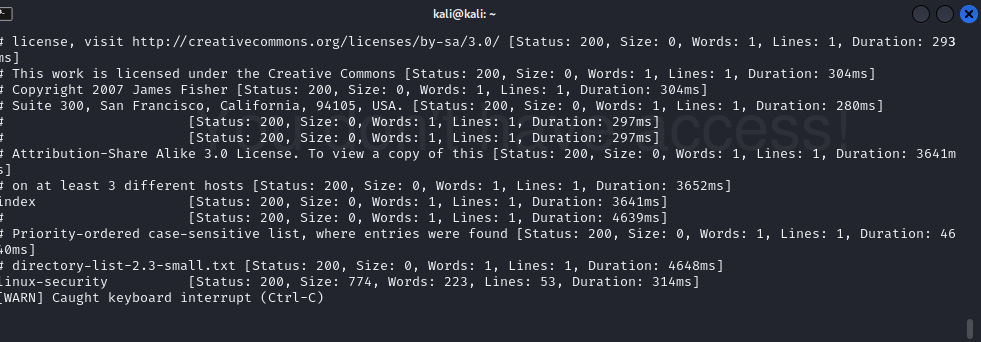 kali@kali: ~
# license, visit http://creativecommons.org/licenses/by-sa/3.0/ [Status: 200, Size: 0, Words: 1, Lines: 1, Duration: 293
ms]
# This work is licensed under the Creative Commons [Status: 200, Size: 0, Words: 1, Lines: 1, Duration: 304ms]
# Copyright 2007 James Fisher [Status: 200, Size: 0, Words: 1, Lines: 1, Duration: 304ms]
# Suite 300, San Francisco, California, 94105, USA. [Status: 200, Size: 0, Words: 1, Lines: 1, Duration: 280ms]
# [Status: 200, Size: 0, Words: 1, Lines: 1, Duration: 297ms]
# [Status: 200, Size: 0, Words: 1, Lines: 1, Duration: 297ms]
have access!
# Attribution-Share Alike 3.0 License. To view a copy of this [Status: 200, Size: 0, Words: 1, Lines: 1, Duration: 3641m
s]
# on at least 3 different hosts [Status: 200, Size: 0, Words: 1, Lines: 1, Duration: 3652ms]
index [Status: 200, Size: 0, Words: 1, Lines: 1, Duration: 3641ms]
# [Status: 200, Size: 0, Words: 1, Lines: 1, Duration: 4639ms]
# Priority-ordered case-sensitive list, where entries were found [Status: 200, Size: 0, Words: 1, Lines: 1, Duration: 46
40ms]
# directory-list-2.3-small.txt [Status: 200, Size: 0, Words: 1, Lines: 1, Duration: 4648ms]
linux-security [Status: 200, Size: 774, Words: 223, Lines: 53, Duration: 314ms]
[WARN] Caught keyboard interrupt (Ctrl-C)